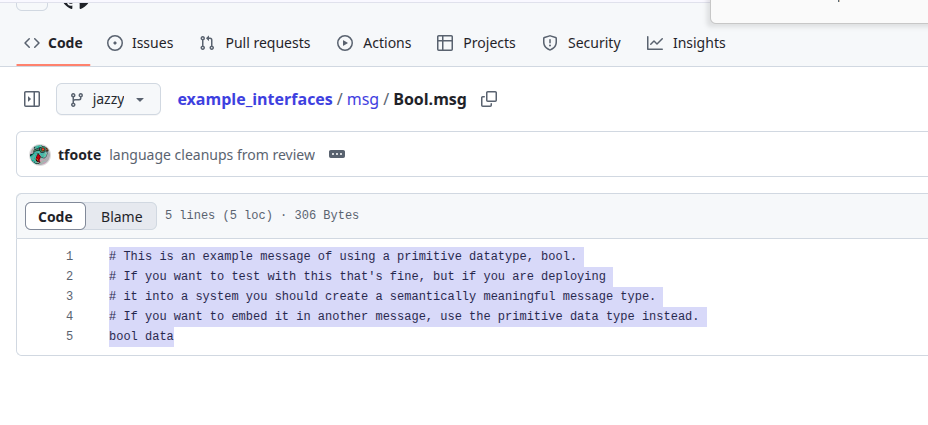 Code Issues Pull requests Actions Projects Security Insights
jazzy example_interfaces / msg / Bool.msg
tfoote language cleanups from review
Code Blame 5 lines (5 loc) · 306 Bytes
1 # This is an example message of using a primitive datatype, bool.
2 # If you want to test with this that's fine, but if you are deploying
3 # it into a system you should create a semantically meaningful message type.
4 # If you want to embed it in another message, use the primitive data type instead.
5 bool data